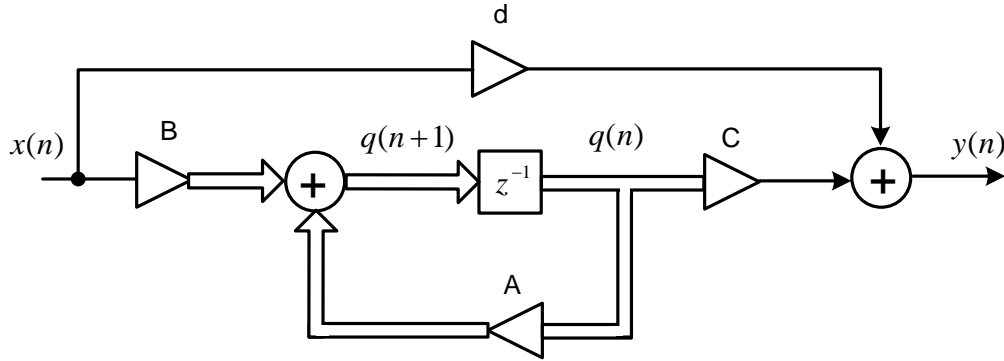 d
x(n)
B
q(n+1)
q(n)
C
y(n)
+
z⁻¹
+
A